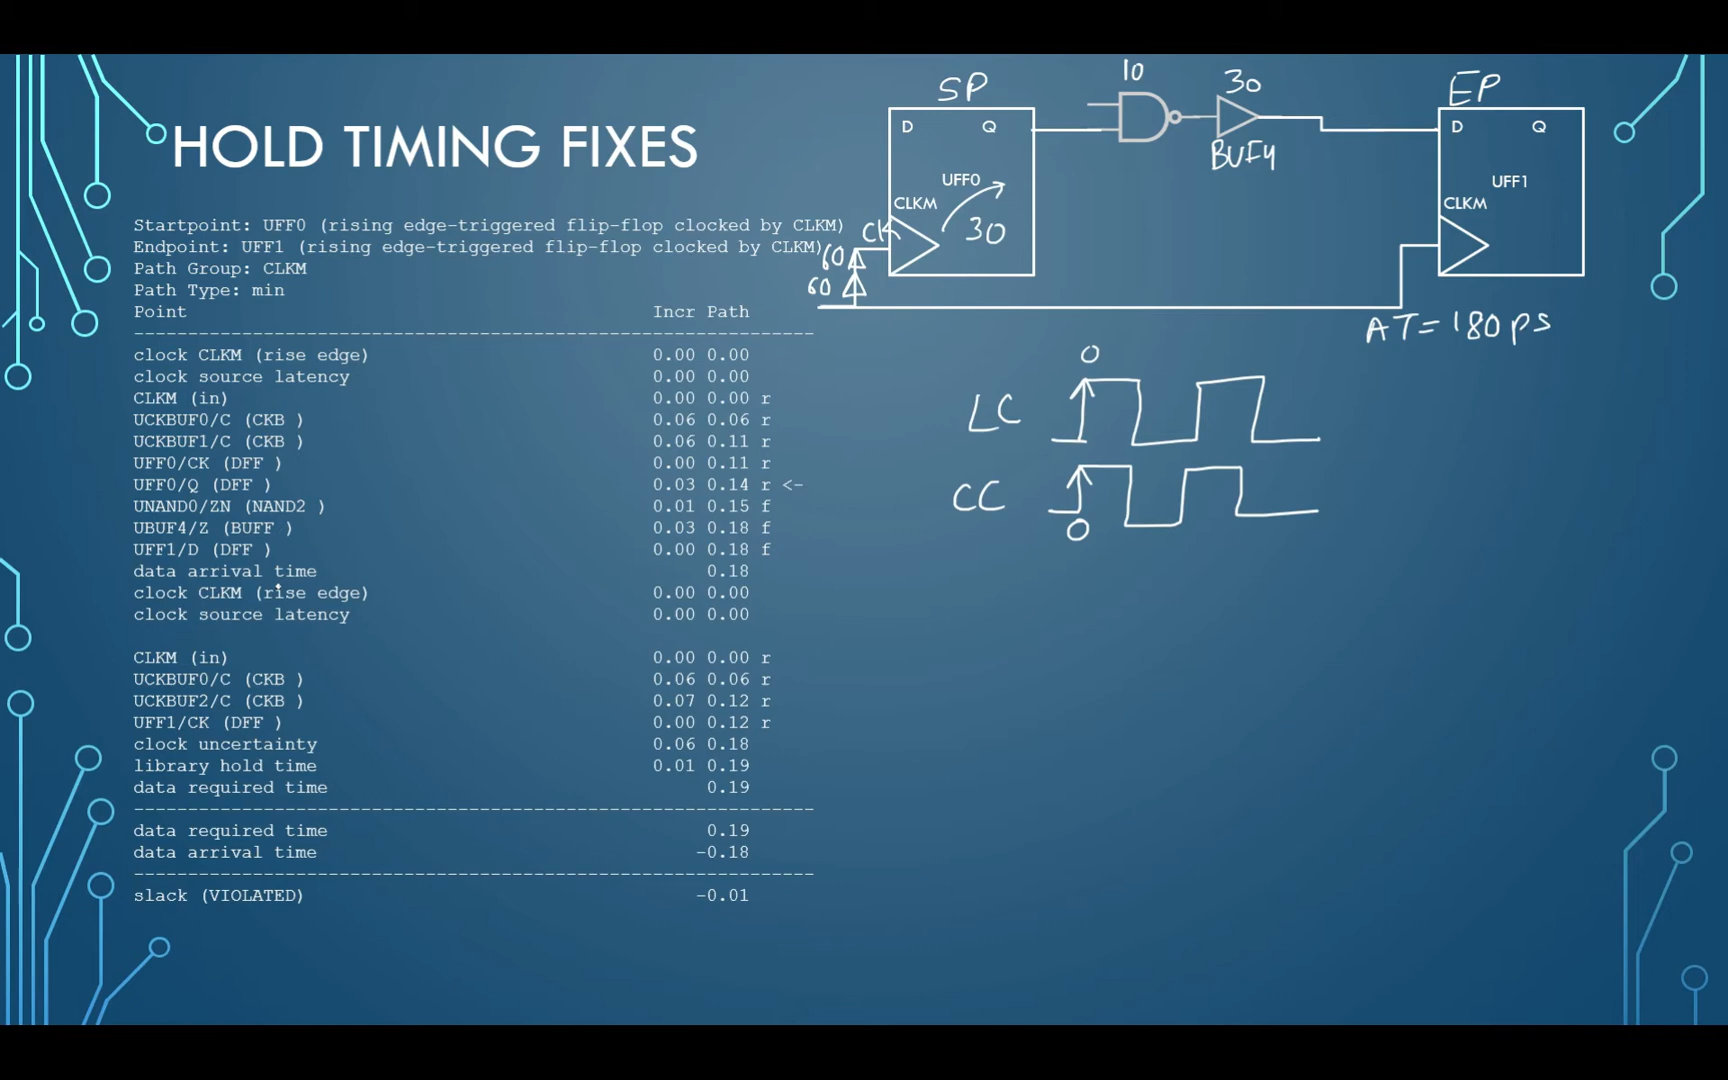 HOLD TIMING FIXES
Startpoint: UFF0 (rising edge-triggered flip-flop clocked by CLKM)
Endpoint: UFF1 (rising edge-triggered flip-flop clocked by CLKM)
Path Group: CLKM
Path Type: min
Point Incr Path
--------------------------------------------------------------
clock CLKM (rise edge) 0.00 0.00
clock source latency 0.00 0.00
CLKM (in) 0.00 0.00 r
UCKBUF0/C (CKB ) 0.06 0.06 r
UCKBUF1/C (CKB ) 0.06 0.11 r
UFF0/CK (DFF ) 0.00 0.11 r
UFF0/Q (DFF ) 0.03 0.14 r <-
UNAND0/ZN (NAND2 ) 0.01 0.15 f
UBUF4/Z (BUFF ) 0.03 0.18 f
UFF1/D (DFF ) 0.00 0.18 f
data arrival time 0.18
clock CLKM (rise edge) 0.00 0.00
clock source latency 0.00 0.00
CLKM (in) 0.00 0.00 r
UCKBUF0/C (CKB ) 0.06 0.06 r
UCKBUF2/C (CKB ) 0.07 0.12 r
UFF1/CK (DFF ) 0.00 0.12 r
clock uncertainty 0.06 0.18
library hold time 0.01 0.19
data required time 0.19
--------------------------------------------------------------
data required time 0.19
data arrival time -0.18
--------------------------------------------------------------
slack (VIOLATED) -0.01
SP
10
30
EP
D Q
BUF4
D Q
UFF0
UFF1
CLKM
CLKM
30
CK
60
60
AT=180ps
0
LC
CC
0